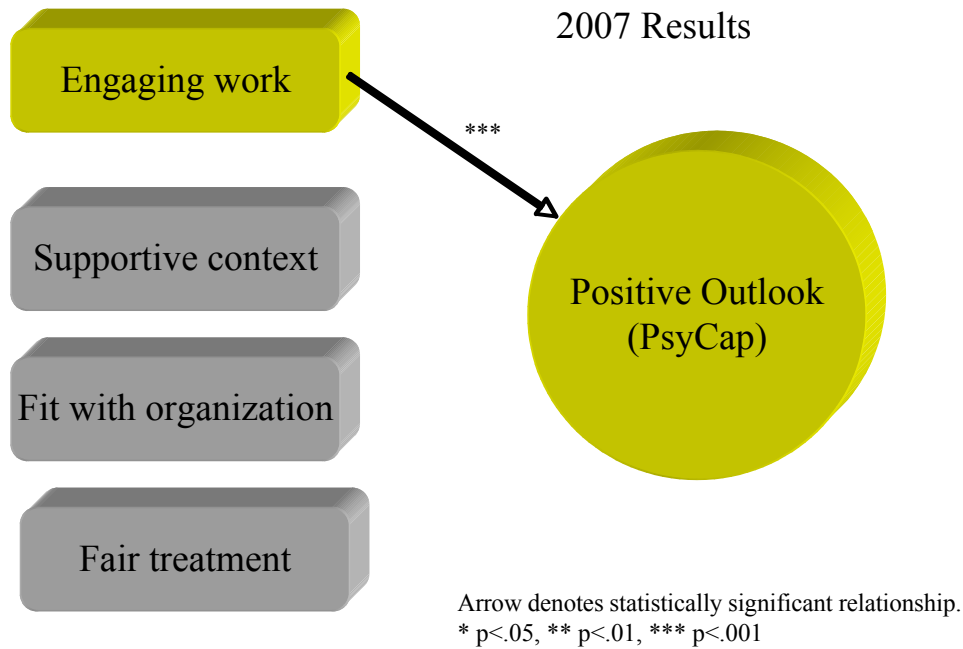 2007 Results
Engaging work
***
Supportive context
Positive Outlook
(PsyCap)
Fit with organization
Fair treatment
Arrow denotes statistically significant relationship.
* p<.05, ** p<.01, *** p<.001